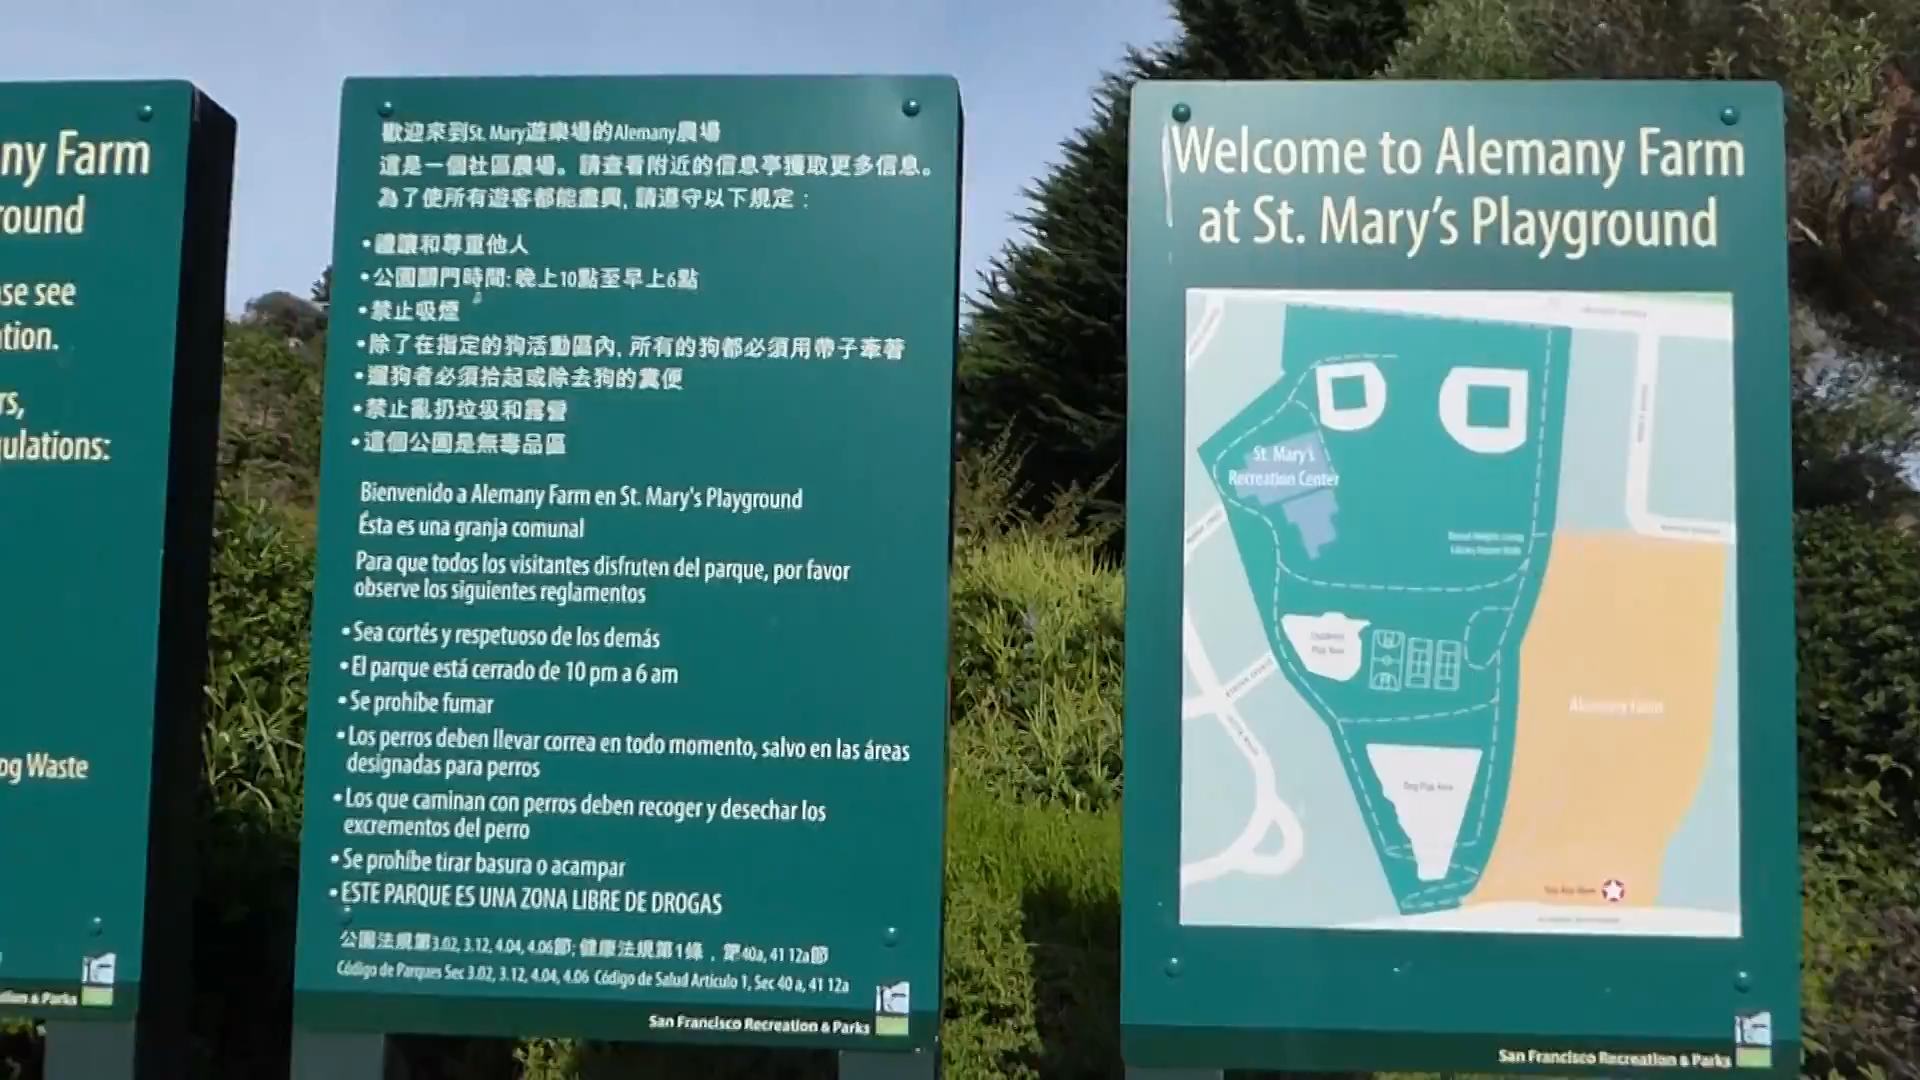 ny Farm
round
se see
tion.
rs,
ulations:
og Waste
& Parks
歡迎來到St. Mary遊樂場的Alemany農場
這是一個社區農場。請查看附近的信息亭獲取更多信息。
為了使所有遊客都能盡興, 請遵守以下規定：
•禮讓和尊重他人
•公園關門時間: 晚上10點至早上6點
•禁止吸煙
•除了在指定的狗活動區內, 所有的狗都必須用帶子牽著
•遛狗者必須拾起或除去狗的糞便
•禁止亂扔垃圾和露營
•這個公園是無毒品區
Bienvenido a Alemany Farm en St. Mary's Playground
Ésta es una granja comunal
Para que todos los visitantes disfruten del parque, por favor
observe los siguientes reglamentos
•Sea cortés y respetuoso de los demás
•El parque está cerrado de 10 pm a 6 am
•Se prohíbe fumar
•Los perros deben llevar correa en todo momento, salvo en las áreas
designadas para perros
•Los que caminan con perros deben recoger y desechar los
excrementos del perro
•Se prohíbe tirar basura o acampar
•ESTE PARQUE ES UNA ZONA LIBRE DE DROGAS
公園法規第3.02, 3.12, 4.04, 4.06節; 健康法規第1條，第40a, 41 12a節
Código de Parques Sec 3.02, 3.12, 4.04, 4.06 Código de Salud Artículo 1, Sec 40 a, 41 12a
San Francisco Recreation & Parks
Welcome to Alemany Farm
at St. Mary's Playground
St. Mary's
Recreation Center
Children's
Play Area
Alemany Farm
Dog Play Area
You Are Here
San Francisco Recreation & Parks